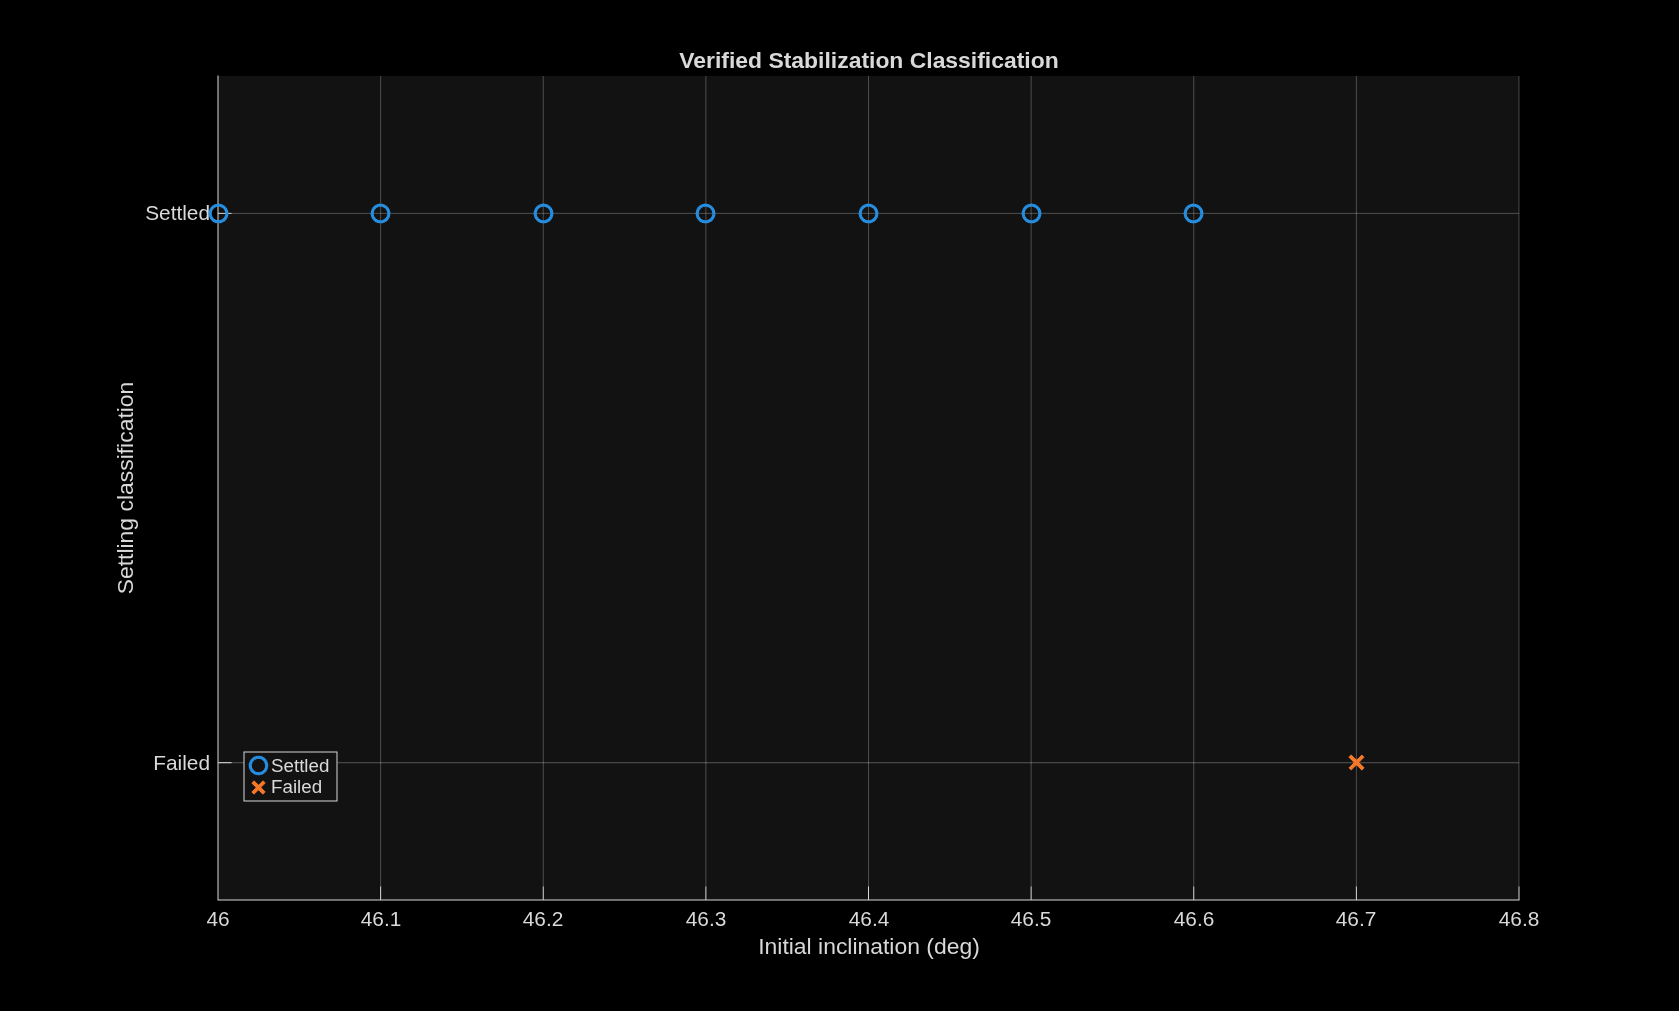 Verified Stabilization Classification
Settled
Settling classification
Failed
Settled
Failed
46
46.1
46.2
46.3
46.4
46.5
46.6
46.7
46.8
Initial inclination (deg)